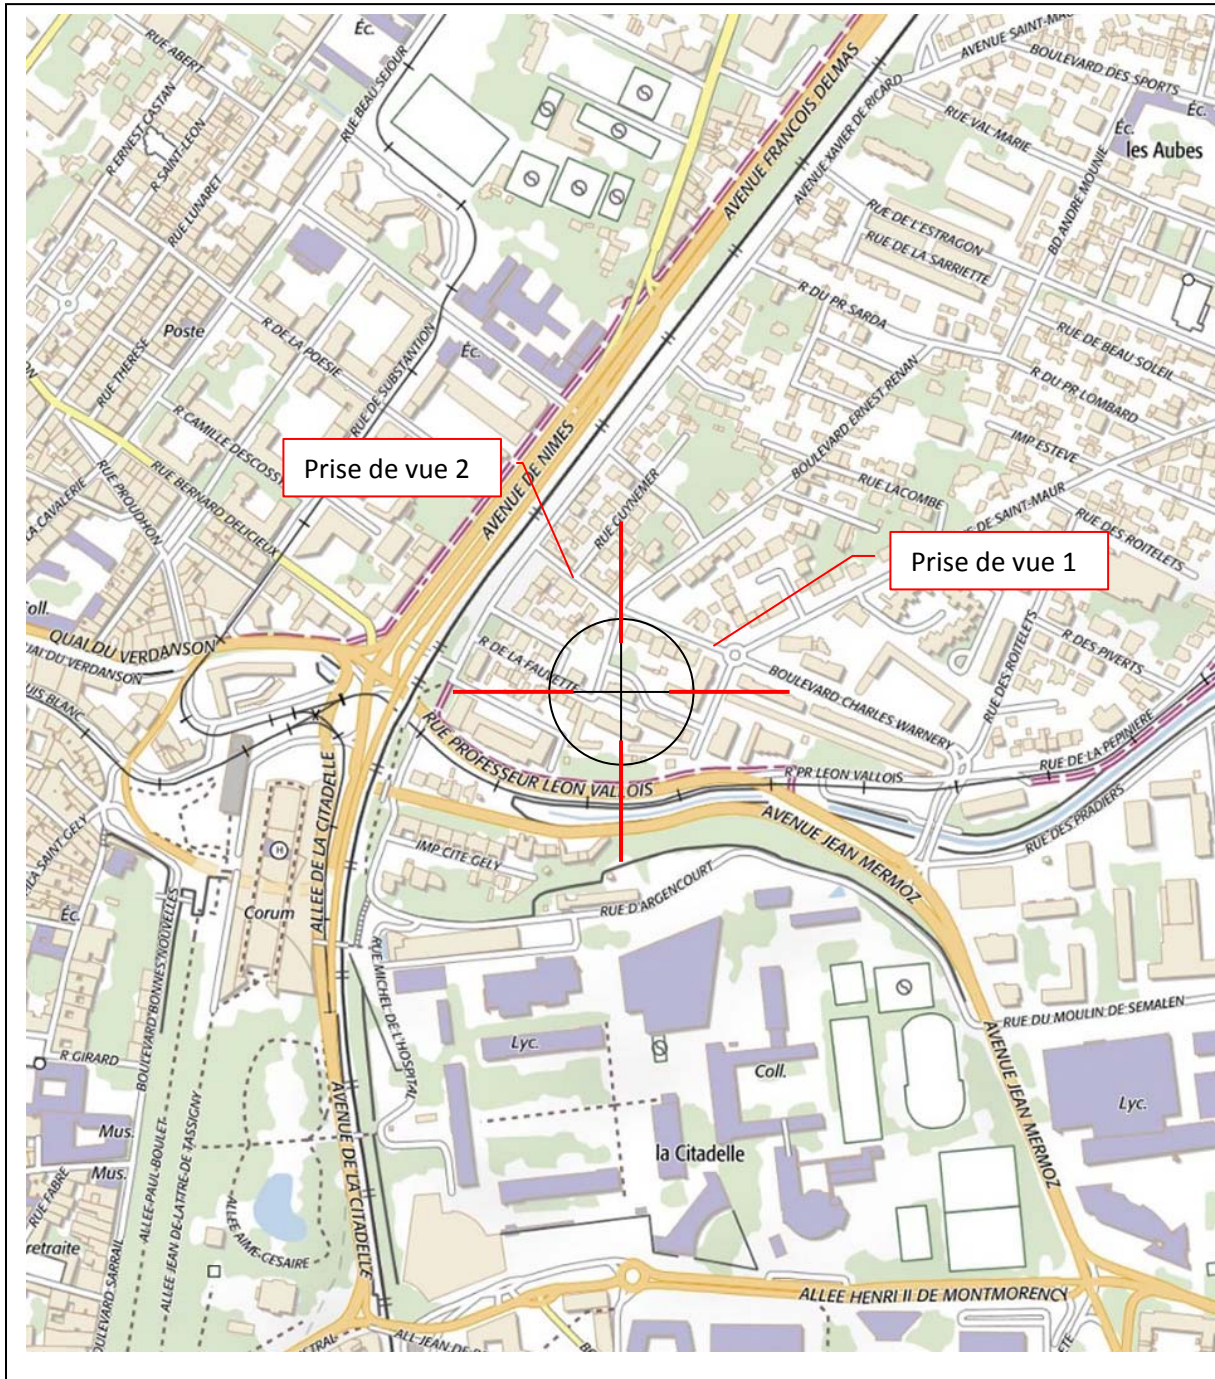 Éc.
RUE ABERT
RUE BEAU SEJOUR
R ERNEST CASTAN
R SAINT-LEON
RUE LUNARET
AVENUE FRANCOIS DELMAS
AVENUE XAVIER DE RICARD
BOULEVARD DES SPORTS
RUE VAL MARIE
Éc.
Éc.
les Aubes
BD ANDRE MOUNIE
RUE DE L'ESTRAGON
RUE DE LA SARRIETTE
R DU PR SARDA
RUE DE BEAU SOLEIL
R DU PR LOMBARD
Poste
R DE LA POESIE
RUE THERESE
RUE DE SUBSTANTION
Éc.
R CAMILLE DESCOSSY
BOULEVARD ERNEST RENAN
IMP ESTEVE
Prise de vue 2
AVENUE DE NIMES
RUE LACOMBE
RUE BERNARD DELICIEUX
RUE PROUDHON
LA CAVALERIE
RUE GUYNEMER
DE SAINT-MAUR
RUE DES ROITELETS
Prise de vue 1
QUAI DU VERDANSON
R DE LA FAUVETTE
R DES PIVERTS
RUE DES ROITELETS
BOULEVARD CHARLES WARNERY
RUE DE LA PEPINIERE
RUE PROFESSEUR LEON VALLOIS
R PR LEON VALLOIS
AVENUE JEAN MERMOZ
RUE DES PRADIERS
ALLEE DE LA CITADELLE
IMP CITE GELY
H
Corum
RUE D'ARGENCOURT
Éc.
BOULEVARD BONNES NOUVELLES
RUE MICHEL DE L'HOSPITAL
RUE DU MOULIN DE SEMALEN
Lyc.
Coll.
AVENUE JEAN MERMOZ
Lyc.
R GIRARD
Mus.
Mus.
RUE FABRE
ALLEE-PAUL-BOULET
ALLEE JEAN DE-LATTRE-DE TASSIGNY
AVENUE DE LA CITADELLE
la Citadelle
ALLEE AIME-CESAIRE
retraite
ALLEE HENRI II DE MONTMORENCY